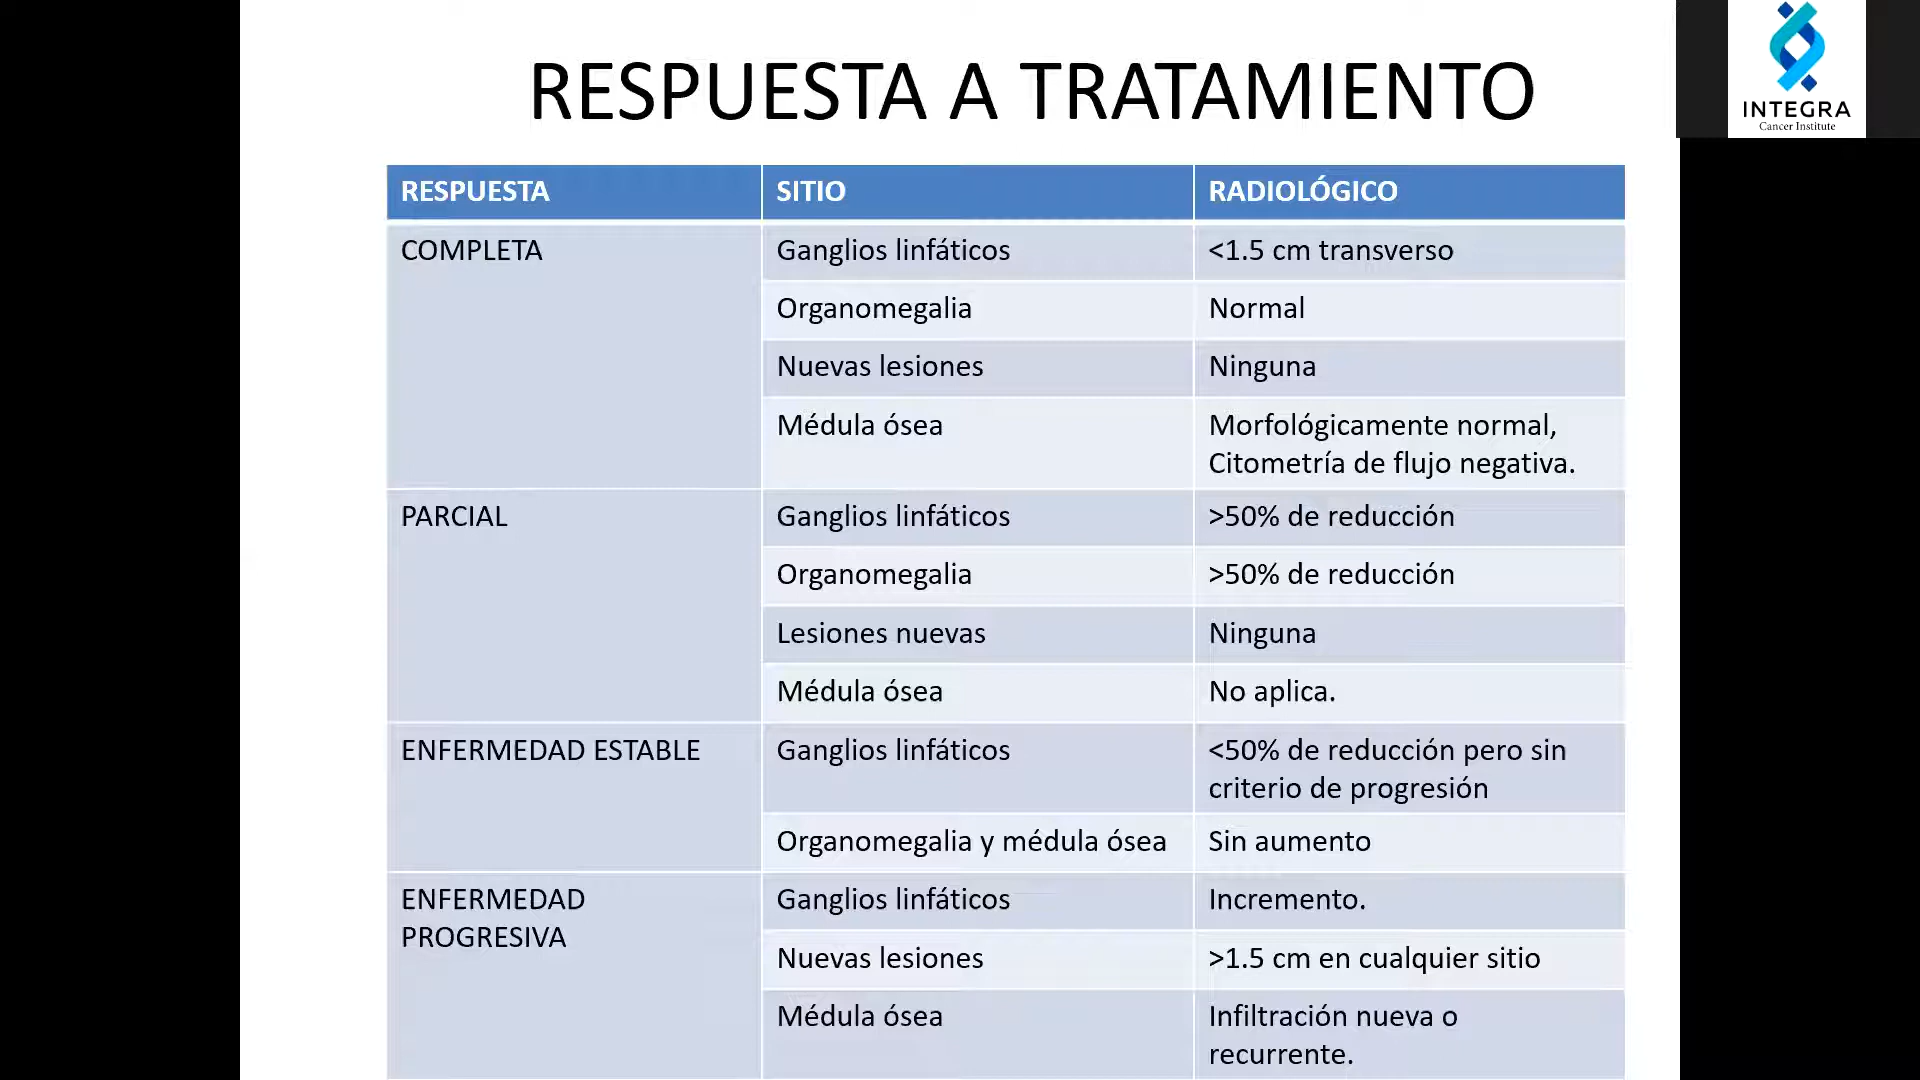 RESPUESTA A TRATAMIENTO
INTEGRA
Cancer Institute
RESPUESTA SITIO RADIOLÓGICO
COMPLETA Ganglios linfáticos <1.5 cm transverso
Organomegalia Normal
Nuevas lesiones Ninguna
Médula ósea Morfológicamente normal,
Citometría de flujo negativa.
PARCIAL Ganglios linfáticos >50% de reducción
Organomegalia >50% de reducción
Lesiones nuevas Ninguna
Médula ósea No aplica.
ENFERMEDAD ESTABLE Ganglios linfáticos <50% de reducción pero sin
criterio de progresión
Organomegalia y médula ósea Sin aumento
ENFERMEDAD Ganglios linfáticos Incremento.
PROGRESIVA
Nuevas lesiones >1.5 cm en cualquier sitio
Médula ósea Infiltración nueva o
recurrente.